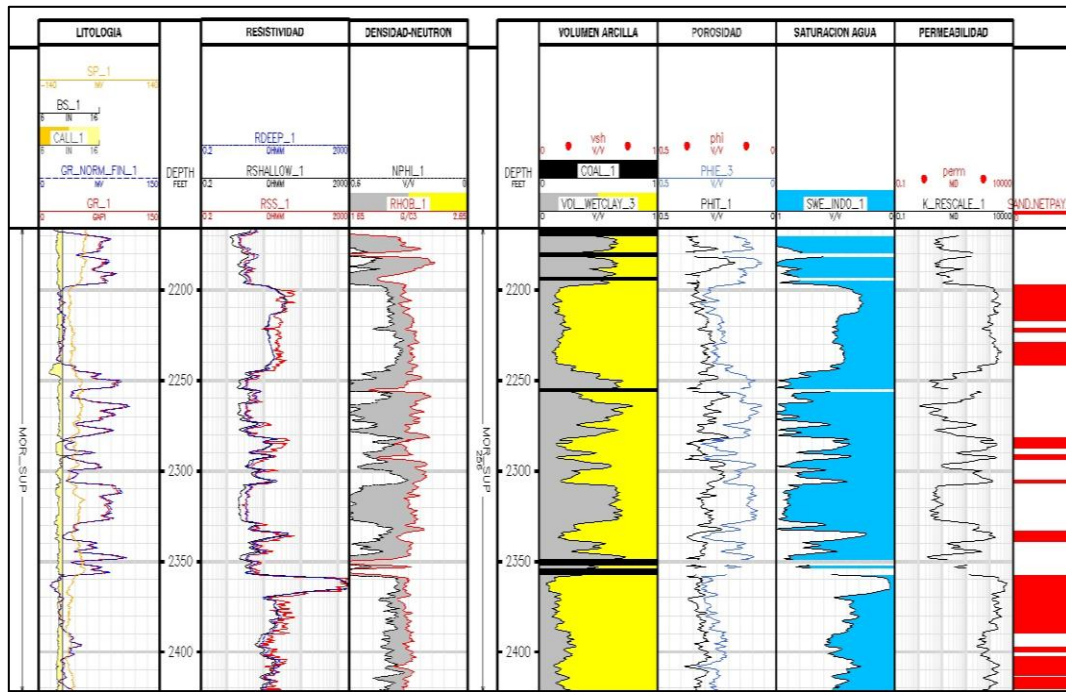 LITOLOGIA
RESISTIVIDAD
DENSIDAD-NEUTRON
VOLUMEN ARCILLA
POROSIDAD
SATURACION AGUA
PERMEABILIDAD
SP_1
-140 MV 140
BS_1
6 IN 16
CALI_1
6 IN 16
GR_NORM_FIN_1
0 MV 150
GR_1
0 GAPI 150
DEPTH
FEET
RDEEP_1
0.2 OHMM 2000
RSHALLOW_1
0.2 OHMM 2000
RSS_1
0.2 OHMM 2000
NPHI_1
0.6 V/V 0
RHOB_1
1.65 G/C3 2.65
DEPTH
FEET
vsh
0 V/V 1
COAL_1
0 V/V 1
VOL_WETCLAY_3
0 V/V 1
phi
0.5 V/V 0
PHIE_3
0.5 V/V 0
PHIT_1
0.5 V/V 0
SWE_INDO_1
0 V/V 1
perm
0.1 MD 10000
K_RESCALE_1
0.1 MD 10000
SAND.NETPAY
0
MOR_SUP
2200
2250
2300
2350
2400
MOR_SUP
256
2200
2250
2300
2350
2400